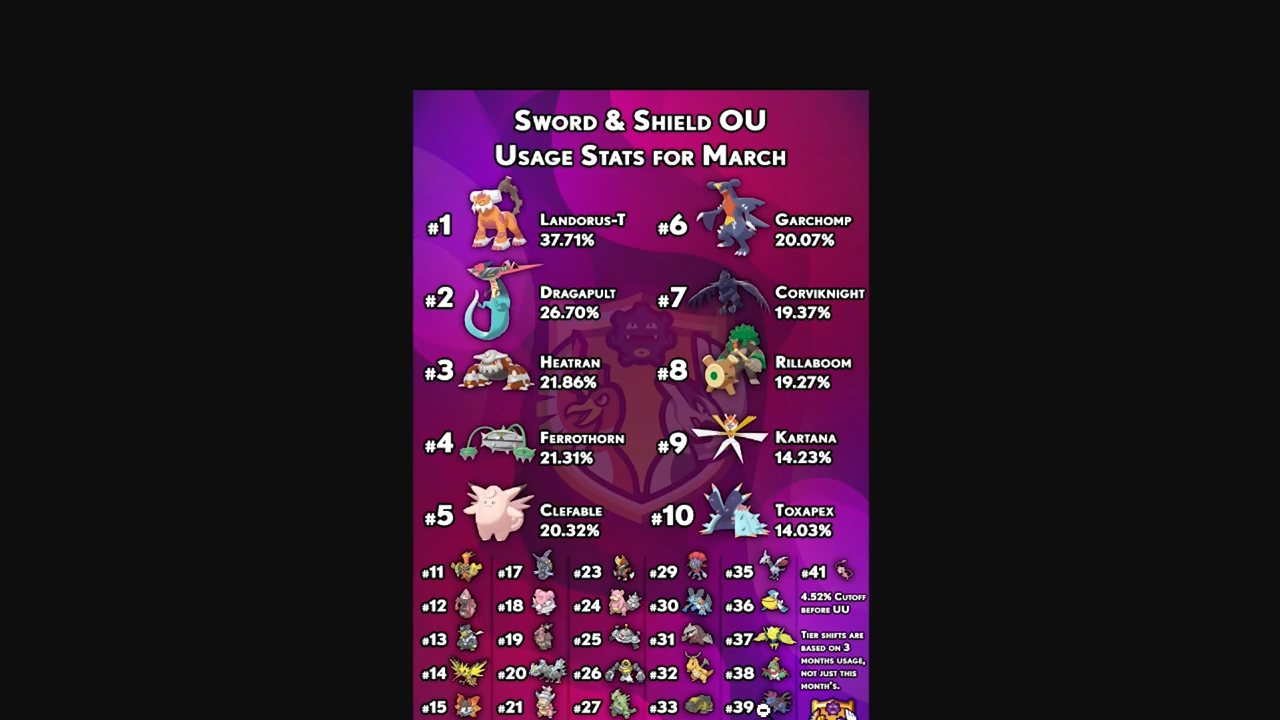 Sword & Shield OU
Usage Stats for March
#1 Landorus-T 37.71%
#2 Dragapult 26.70%
#3 Heatran 21.86%
#4 Ferrothorn 21.31%
#5 Clefable 20.32%
#6 Garchomp 20.07%
#7 Corviknight 19.37%
#8 Rillaboom 19.27%
#9 Kartana 14.23%
#10 Toxapex 14.03%
#11 #17 #23 #29 #35 #41
#12 #18 #24 #30 #36
#13 #19 #25 #31 #37
#14 #20 #26 #32 #38
#15 #21 #27 #33 #39
4.52% Cutoff
before UU
Tier shifts are
based on 3
months usage,
not just this
month's.